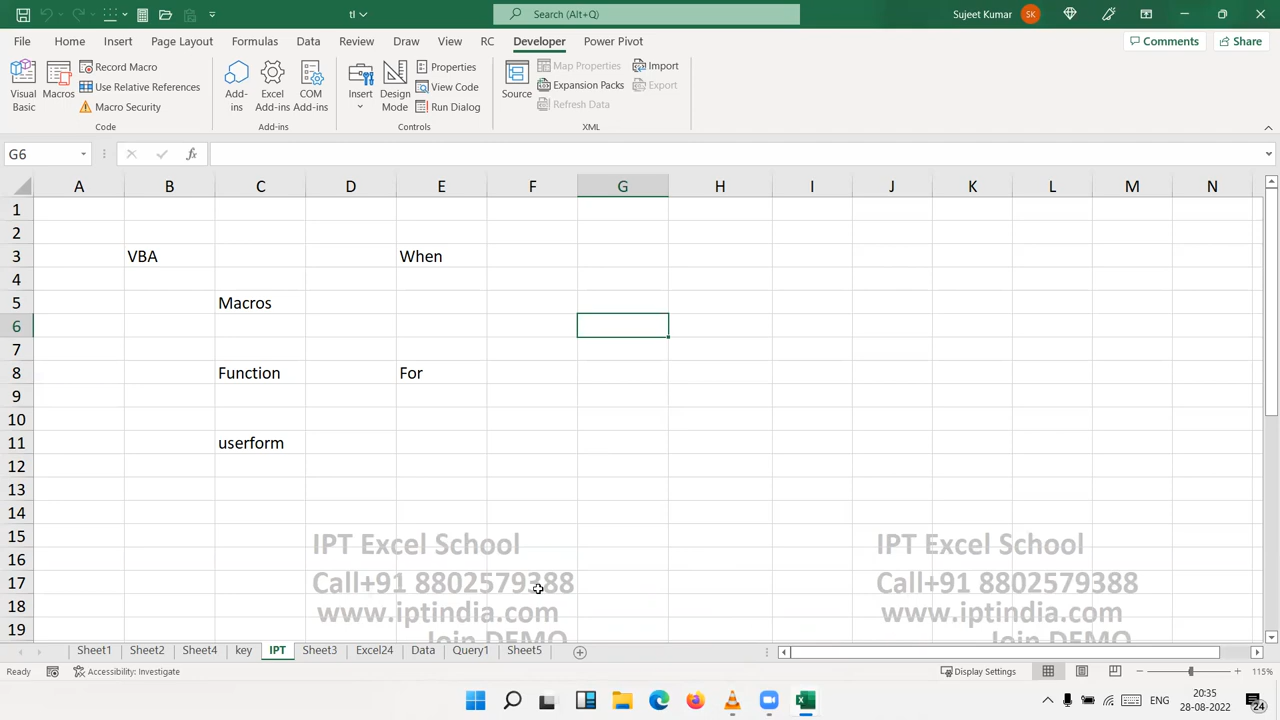 tl
Search (Alt+Q)
Sujeet Kumar
SK
File
Home
Insert
Page Layout
Formulas
Data
Review
View
Draw
RC
Developer
Power Pivot
Comments
Share
Visual Basic
Macros
Record Macro
Use Relative References
Macro Security
Code
Add-ins
Excel Add-ins
COM Add-ins
Add-ins
Insert
Design Mode
Properties
View Code
Run Dialog
Controls
Source
Map Properties
Expansion Packs
Refresh Data
Import
Export
XML
G6
fx
A B C D E F G H I J K L M N
1
2
3 VBA When
4
5 Macros
6
7
8 Function For
9
10
11 userform
12
13
14
15
16
17
18
19
IPT Excel School
Call+91 8802579388
www.iptindia.com
Join DEMO
IPT Excel School
Call+91 8802579388
www.iptindia.com
Join DEMO
Sheet1 Sheet2 Sheet4 key IPT Sheet3 Excel24 Data Query1 Sheet5
Ready
Accessibility: Investigate
Display Settings
115%
ENG
20:35
28-08-2022
24